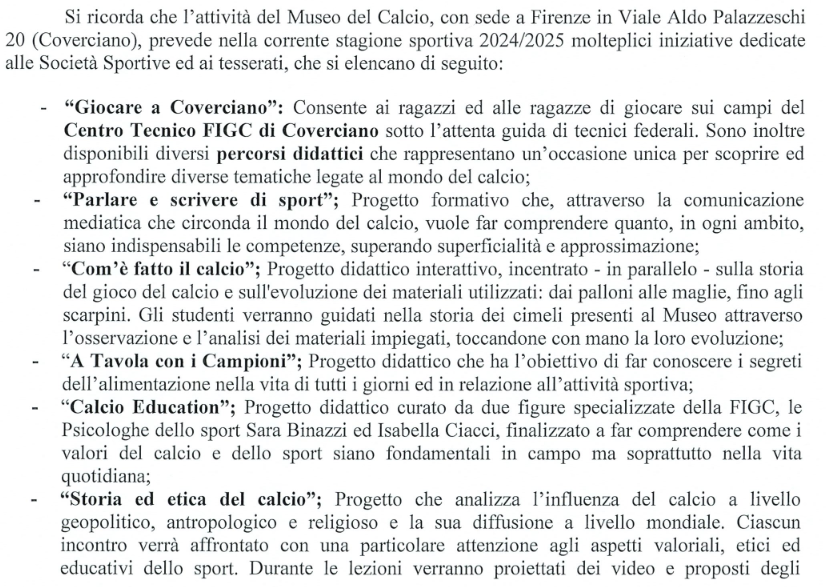 Si ricorda che l'attività del Museo del Calcio, con sede a Firenze in Viale Aldo Palazzeschi
20 (Coverciano), prevede nella corrente stagione sportiva 2024/2025 molteplici iniziative dedicate
alle Società Sportive ed ai tesserati, che si elencano di seguito:
- “Giocare a Coverciano”: Consente ai ragazzi ed alle ragazze di giocare sui campi del
Centro Tecnico FIGC di Coverciano sotto l'attenta guida di tecnici federali. Sono inoltre
disponibili diversi percorsi didattici che rappresentano un'occasione unica per scoprire ed
approfondire diverse tematiche legate al mondo del calcio;
- “Parlare e scrivere di sport”; Progetto formativo che, attraverso la comunicazione
mediatica che circonda il mondo del calcio, vuole far comprendere quanto, in ogni ambito,
siano indispensabili le competenze, superando superficialità e approssimazione;
- “Com'è fatto il calcio”; Progetto didattico interattivo, incentrato - in parallelo - sulla storia
del gioco del calcio e sull'evoluzione dei materiali utilizzati: dai palloni alle maglie, fino agli
scarpini. Gli studenti verranno guidati nella storia dei cimeli presenti al Museo attraverso
l'osservazione e l'analisi dei materiali impiegati, toccandone con mano la loro evoluzione;
- “A Tavola con i Campioni”; Progetto didattico che ha l'obiettivo di far conoscere i segreti
dell'alimentazione nella vita di tutti i giorni ed in relazione all'attività sportiva;
- “Calcio Education”; Progetto didattico curato da due figure specializzate della FIGC, le
Psicologhe dello sport Sara Binazzi ed Isabella Ciacci, finalizzato a far comprendere come i
valori del calcio e dello sport siano fondamentali in campo ma soprattutto nella vita
quotidiana;
- “Storia ed etica del calcio”; Progetto che analizza l'influenza del calcio a livello
geopolitico, antropologico e religioso e la sua diffusione a livello mondiale. Ciascun
incontro verrà affrontato con una particolare attenzione agli aspetti valoriali, etici ed
educativi dello sport. Durante le lezioni verranno proiettati dei video e proposti degli